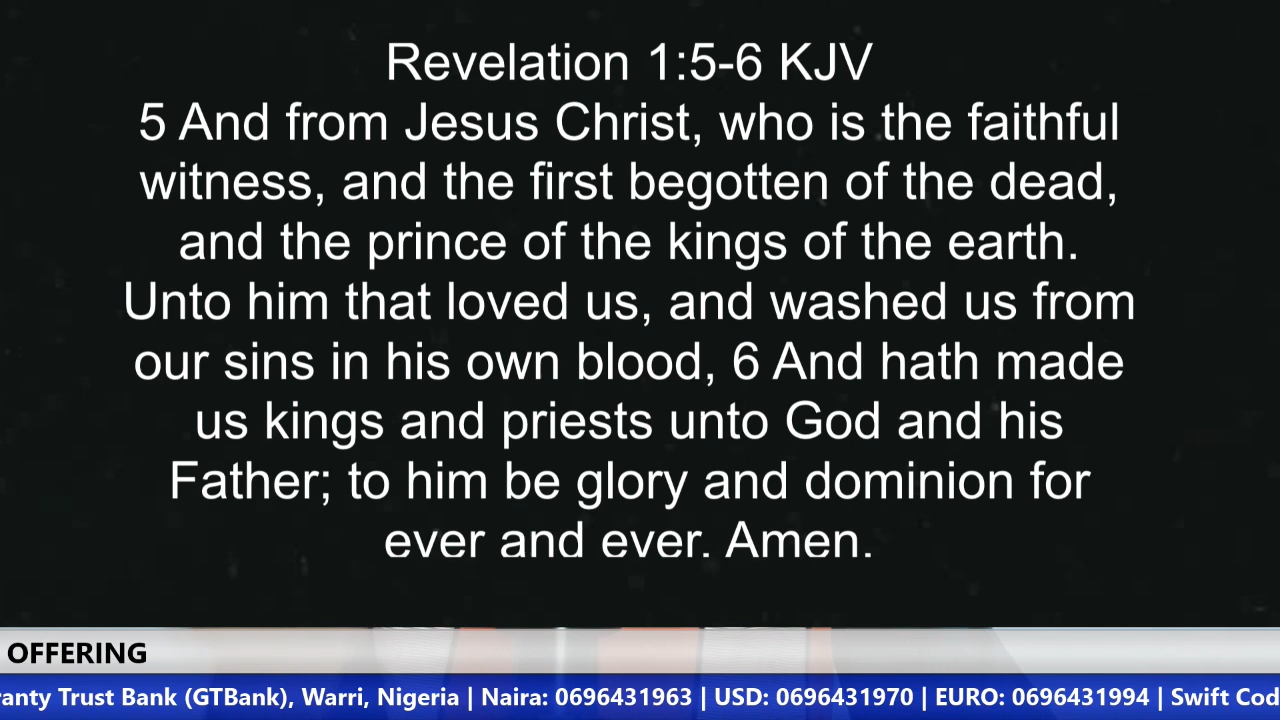 Revelation 1:5-6 KJV
5 And from Jesus Christ, who is the faithful
witness, and the first begotten of the dead,
and the prince of the kings of the earth.
Unto him that loved us, and washed us from
our sins in his own blood, 6 And hath made
us kings and priests unto God and his
Father; to him be glory and dominion for
ever and ever. Amen.
OFFERING
ranty Trust Bank (GTBank), Warri, Nigeria | Naira: 0696431963 | USD: 0696431970 | EURO: 0696431994 | Swift Cod